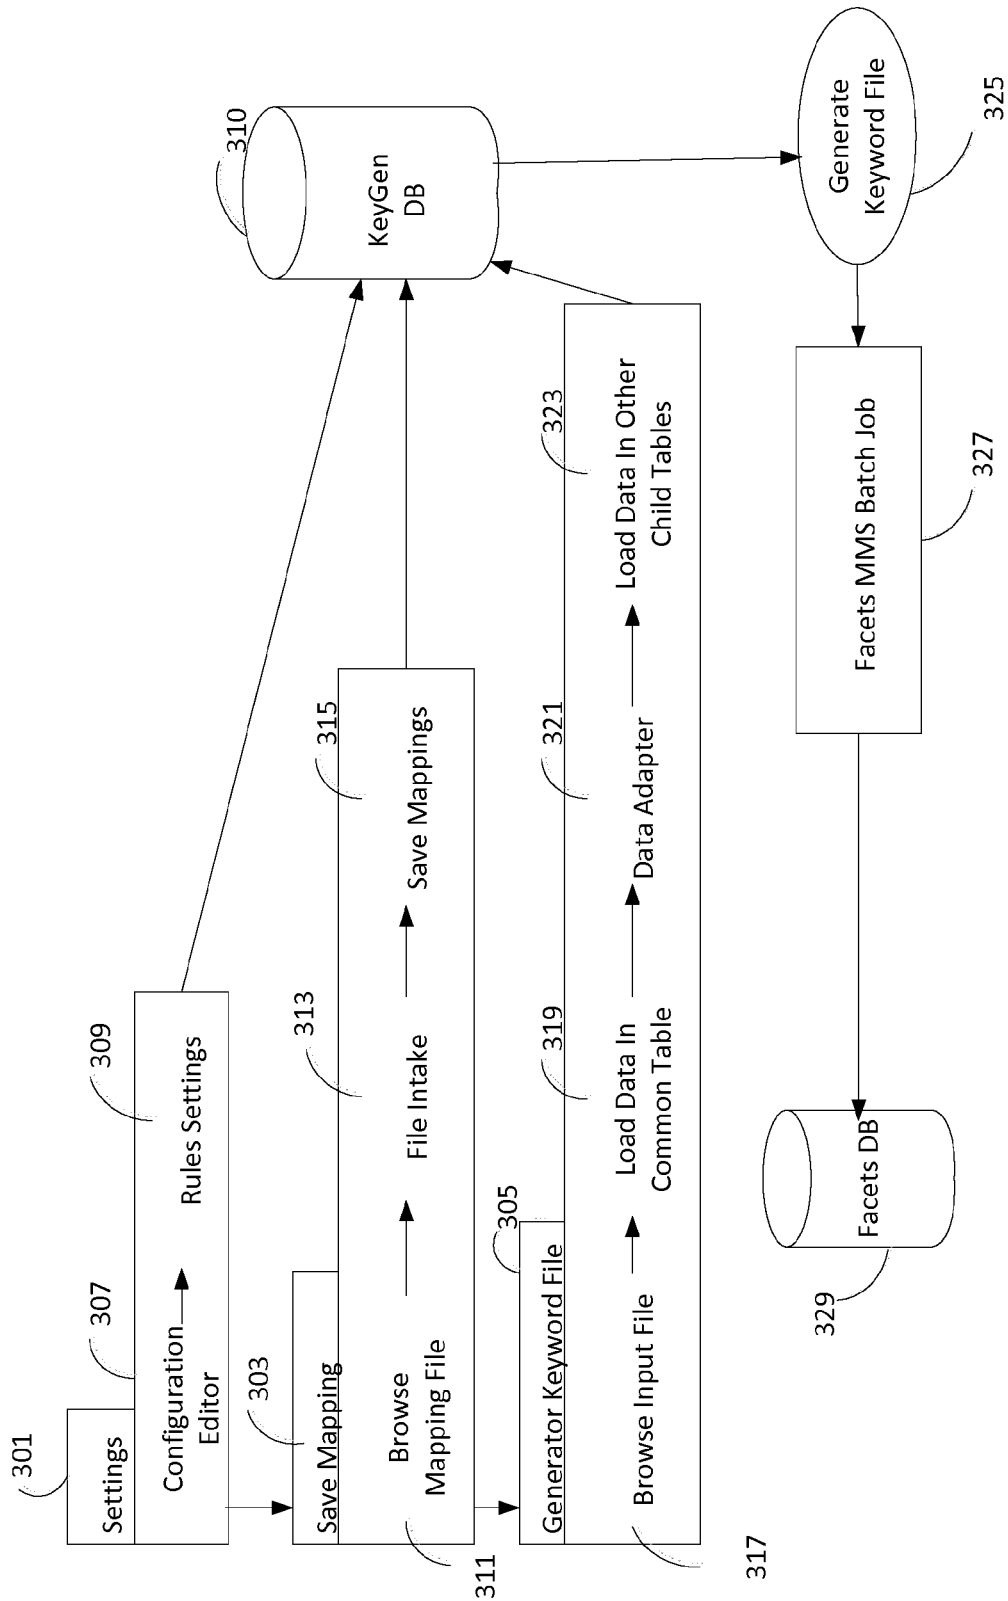 301
Settings
307
309
Configuration
Editor
Rules Settings
310
KeyGen
DB
303
Save Mapping
313
315
Browse
Mapping File
File Intake
Save Mappings
311
305
Generator Keyword File
319
321
323
Browse Input File
Load Data In
Common Table
Data Adapter
Load Data In Other
Child Tables
317
Generate
Keyword File
325
Facets MMS Batch Job
327
Facets DB
329